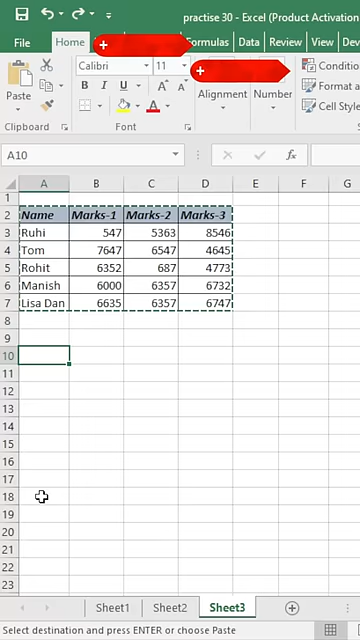 practise 30 - Excel (Product Activation
File Home Formulas Data Review View Dev
Paste Calibri 11 Alignment Number Conditio
Format a
B I U A Cell Style
Clipboard Font
A10 fx
A B C D E F G
1
2 Name Marks-1 Marks-2 Marks-3
3 Ruhi 547 5363 8546
4 Tom 7647 6547 4645
5 Rohit 6352 687 4773
6 Manish 6000 6357 6732
7 Lisa Dan 6635 6357 6747
8
9
10
11
12
13
14
15
16
17
18
19
20
21
22
23
Sheet1 Sheet2 Sheet3
Select destination and press ENTER or choose Paste